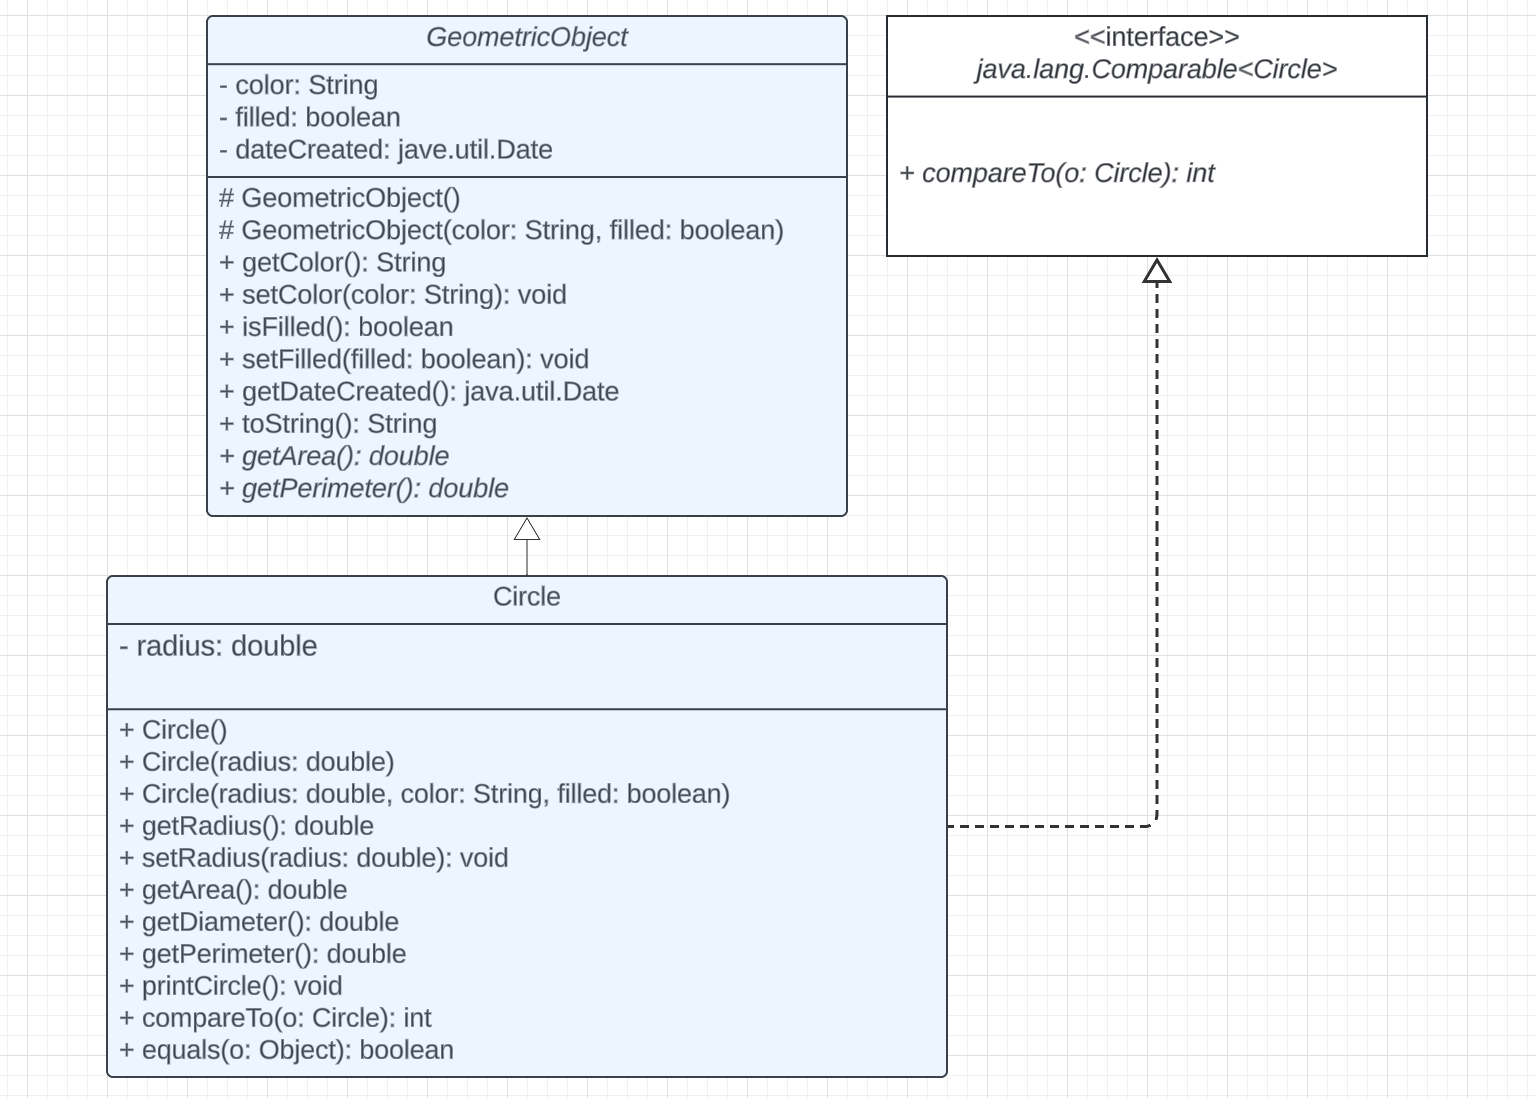 GeometricObject
- color: String
- filled: boolean
- dateCreated: jave.util.Date
# GeometricObject()
# GeometricObject(color: String, filled: boolean)
+ getColor(): String
+ setColor(color: String): void
+ isFilled(): boolean
+ setFilled(filled: boolean): void
+ getDateCreated(): java.util.Date
+ toString(): String
+ getArea(): double
+ getPerimeter(): double
<<interface>>
java.lang.Comparable<Circle>
+ compareTo(o: Circle): int
Circle
- radius: double
+ Circle()
+ Circle(radius: double)
+ Circle(radius: double, color: String, filled: boolean)
+ getRadius(): double
+ setRadius(radius: double): void
+ getArea(): double
+ getDiameter(): double
+ getPerimeter(): double
+ printCircle(): void
+ compareTo(o: Circle): int
+ equals(o: Object): boolean